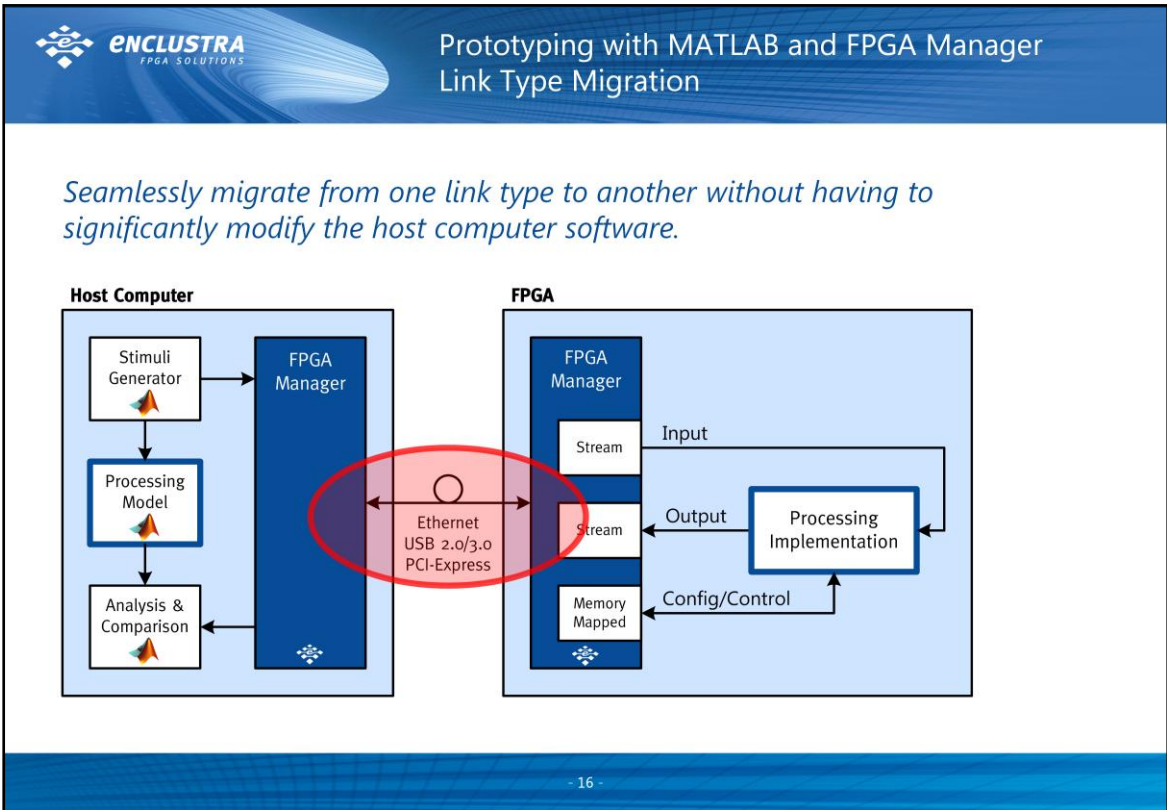 enclustra
FPGA SOLUTIONS
Prototyping with MATLAB and FPGA Manager
Link Type Migration
Seamlessly migrate from one link type to another without having to
significantly modify the host computer software.
Host Computer
Stimuli
Generator
FPGA
Manager
Processing
Model
Analysis &
Comparison
Ethernet
USB 2.0/3.0
PCI-Express
FPGA
FPGA
Manager
Stream
Input
Stream
Output
Processing
Implementation
Memory
Mapped
Config/Control
- 16 -